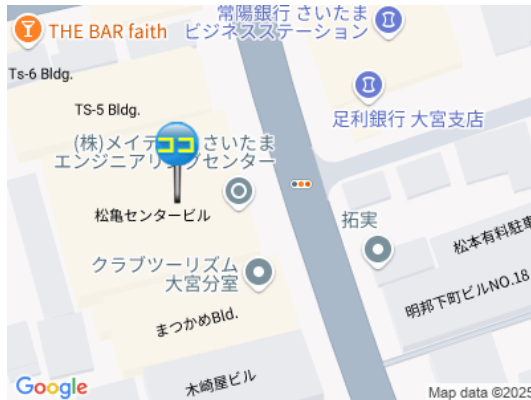 常陽銀行 さいたま
ビジネスステーション
THE BAR faith
Ts-6 Bldg.
TS-5 Bldg.
足利銀行 大宮支店
(株)メイテ
ココ
さいたま
エンジニアリングセンター
松亀センタービル
拓実
松本有料駐車
クラブツーリズム
大宮分室
明邦下町ビルNO.18
まつかめBld.
木崎屋ビル
Google
Map data ©2025